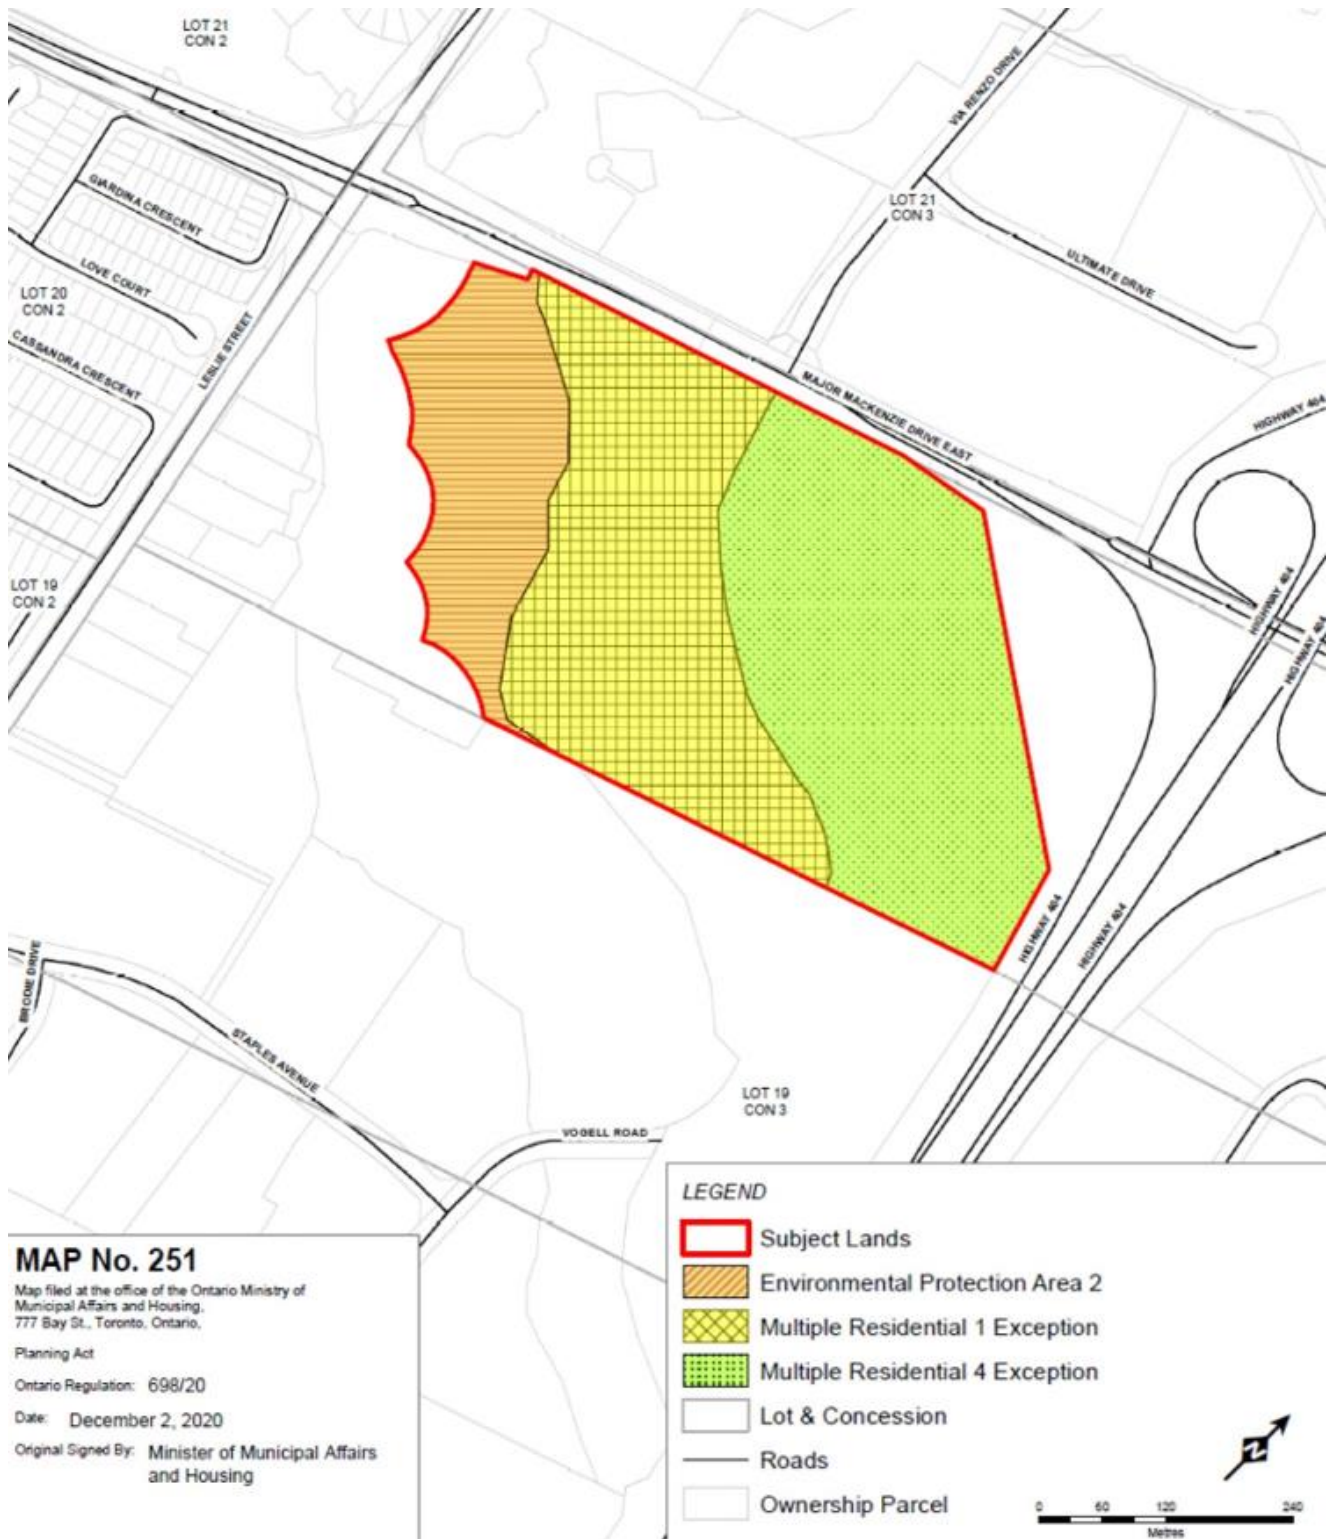 LOT 21
CON 2
VIA RENZO DRIVE
GIARDINA CRESCENT
LOT 21
CON 3
LOVE COURT
ULTIMATE DRIVE
LOT 20
CON 2
CASSANDRA CRESCENT
LESLIE STREET
MAJOR MACKENZIE DRIVE EAST
HIGHWAY 404
LOT 19
CON 2
HIGHWAY 404
HIGHWAY 404
HIGHWAY 404
HIGHWAY 404
BRODIE DRIVE
STAPLES AVENUE
LOT 19
CON 3
VOGELL ROAD
MAP No. 251
Map filed at the office of the Ontario Ministry of
Municipal Affairs and Housing,
777 Bay St., Toronto, Ontario,
Planning Act
Ontario Regulation: 698/20
Date: December 2, 2020
Original Signed By: Minister of Municipal Affairs
and Housing
LEGEND
Subject Lands
Environmental Protection Area 2
Multiple Residential 1 Exception
Multiple Residential 4 Exception
Lot & Concession
Roads
Ownership Parcel
N
0 60 120 240
Metres